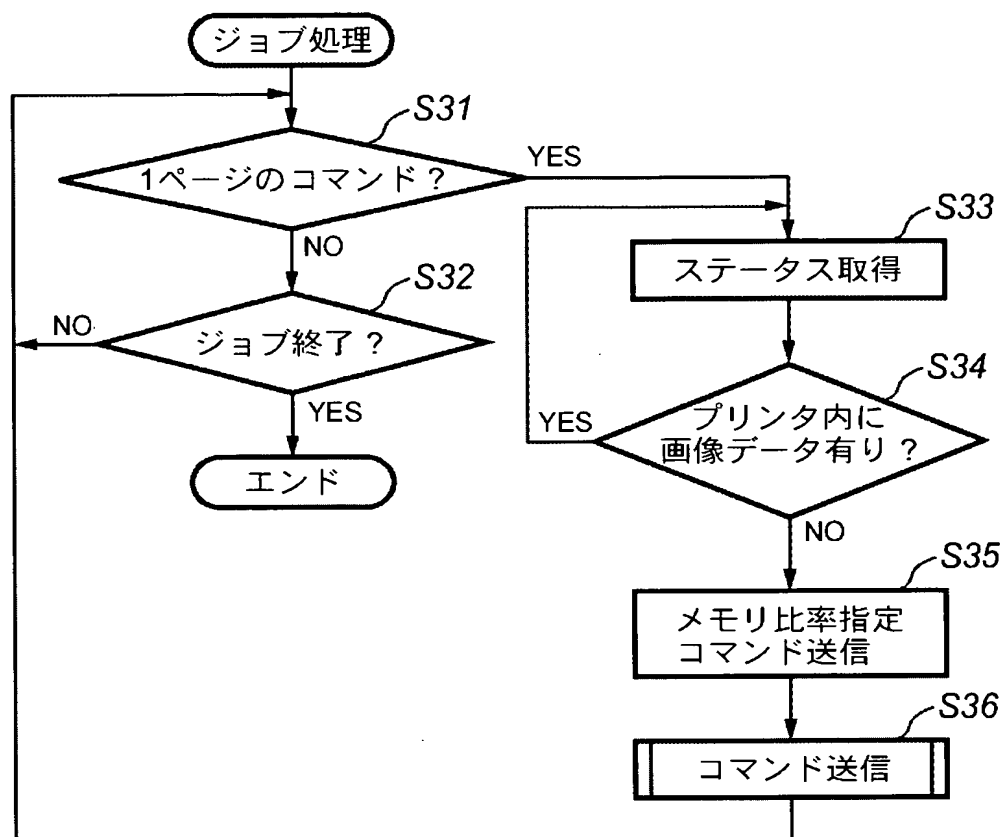 ジョブ処理
S31
1ページのコマンド？
YES
NO
S32
ジョブ終了？
NO
YES
エンド
S33
ステータス取得
S34
プリンタ内に
画像データ有り？
YES
NO
S35
メモリ比率指定
コマンド送信
S36
コマンド送信